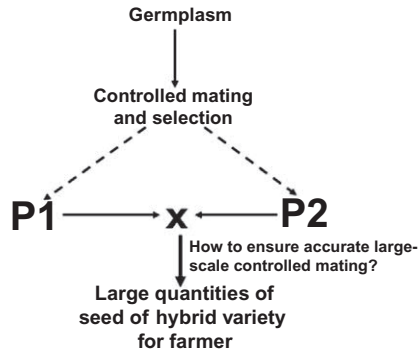 Germplasm
Controlled mating
and selection
P1 x P2
How to ensure accurate large-
scale controlled mating?
Large quantities of
seed of hybrid variety
for farmer